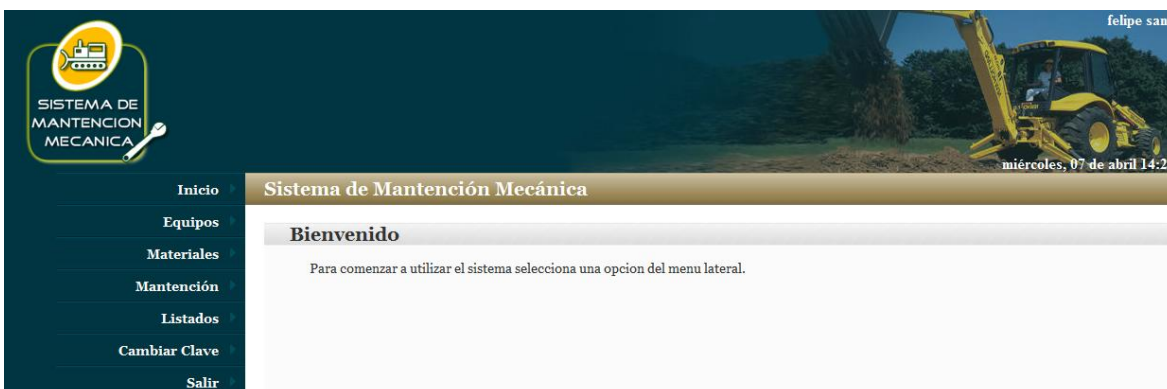 felipe san
SISTEMA DE
MANTENCION
MECANICA
miércoles, 07 de abril 14:2
Inicio
Sistema de Mantención Mecánica
Equipos
Bienvenido
Materiales
Para comenzar a utilizar el sistema selecciona una opcion del menu lateral.
Mantención
Listados
Cambiar Clave
Salir